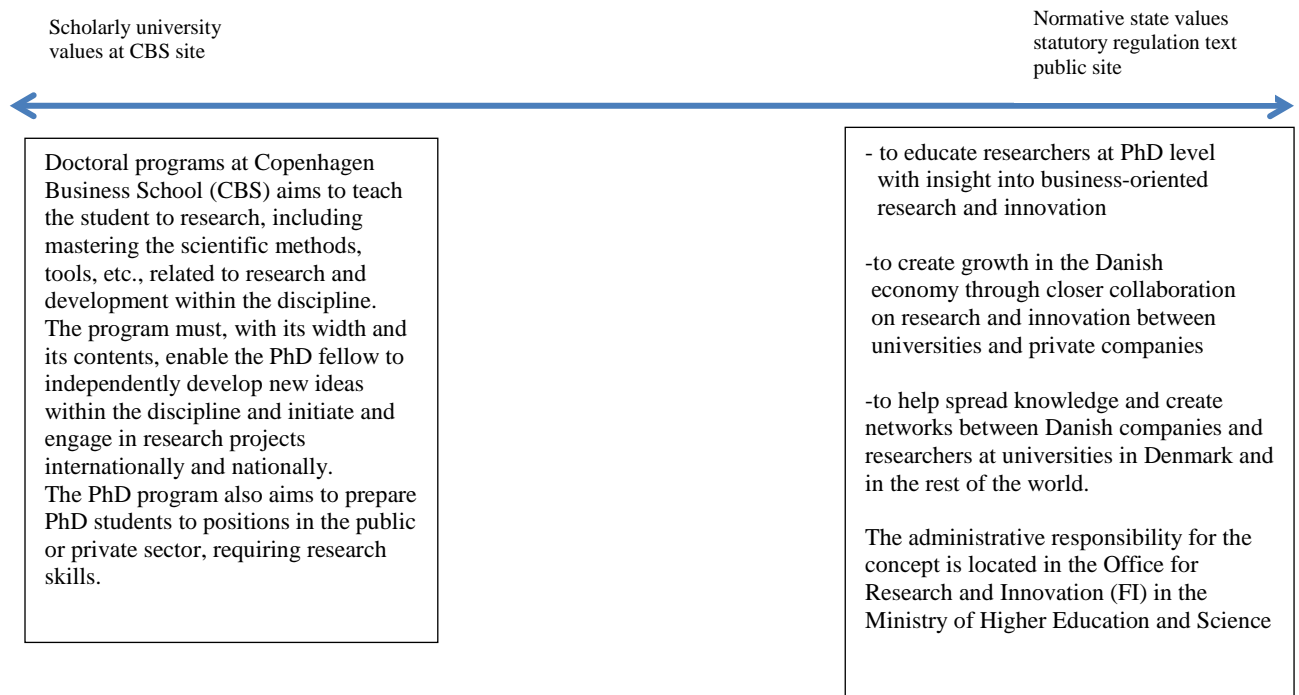 Scholarly university
values at CBS site
Normative state values
statutory regulation text
public site
Doctoral programs at Copenhagen
Business School (CBS) aims to teach
the student to research, including
mastering the scientific methods,
tools, etc., related to research and
development within the discipline.
The program must, with its width and
its contents, enable the PhD fellow to
independently develop new ideas
within the discipline and initiate and
engage in research projects
internationally and nationally.
The PhD program also aims to prepare
PhD students to positions in the public
or private sector, requiring research
skills.
- to educate researchers at PhD level
with insight into business-oriented
research and innovation
-to create growth in the Danish
economy through closer collaboration
on research and innovation between
universities and private companies
-to help spread knowledge and create
networks between Danish companies and
researchers at universities in Denmark and
in the rest of the world.
The administrative responsibility for the
concept is located in the Office for
Research and Innovation (FI) in the
Ministry of Higher Education and Science